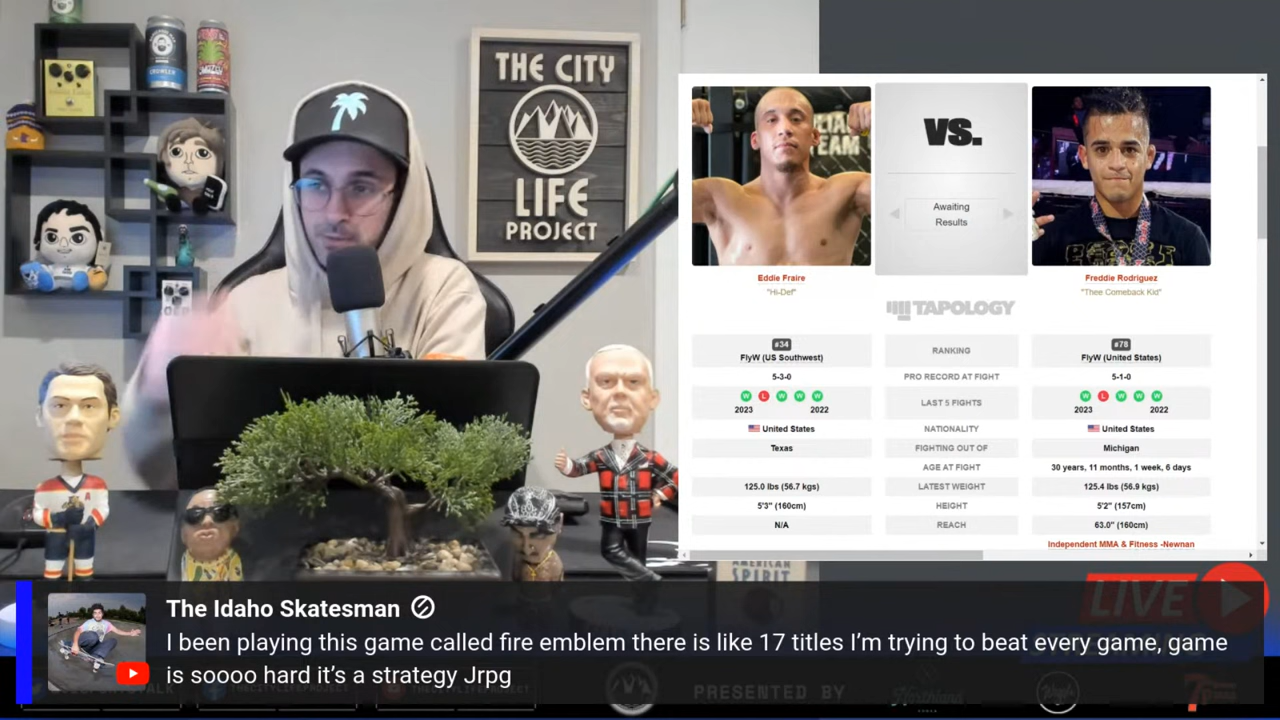 THE CITY
LIFE
PROJECT
VS.
Awaiting
Results
Eddie Fraire
"Hi-Def"
Freddie Rodriguez
"Thee Comeback Kid"
TAPOLOGY
#34
FlyW (US Southwest)
RANKING
#78
FlyW (United States)
5-3-0
PRO RECORD AT FIGHT
5-1-0
W L W W W
LAST 5 FIGHTS
W L W W W
2023 2022
2023 2022
United States
NATIONALITY
United States
Texas
FIGHTING OUT OF
Michigan
AGE AT FIGHT
30 years, 11 months, 1 week, 6 days
125.0 lbs (56.7 kgs)
LATEST WEIGHT
125.4 lbs (56.9 kgs)
5'3" (160cm)
HEIGHT
5'2" (157cm)
N/A
REACH
63.0" (160cm)
Independent MMA & Fitness -Newnan
AMERICAN
SPIRIT
LIVE
The Idaho Skatesman
I been playing this game called fire emblem there is like 17 titles I’m trying to beat every game, game
is soooo hard it’s a strategy Jrpg
PRESENTED BY